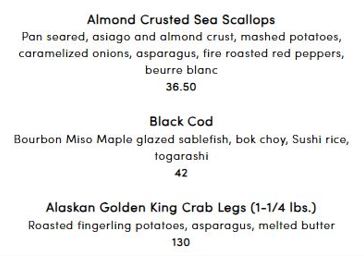 Almond Crusted Sea Scallops
Pan seared, asiago and almond crust, mashed potatoes,
caramelized onions, asparagus, fire roasted red peppers,
beurre blanc
36.50
Black Cod
Bourbon Miso Maple glazed sablefish, bok choy, Sushi rice,
togarashi
42
Alaskan Golden King Crab Legs (1-1/4 lbs.)
Roasted fingerling potatoes, asparagus, melted butter
130